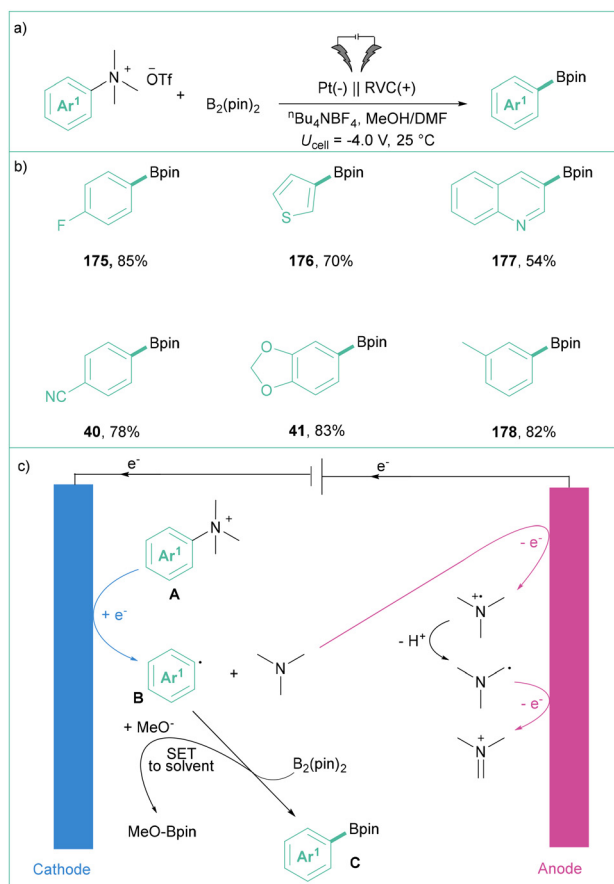 a)
N
+
−
OTf
Ar¹
+
B₂(pin)₂
Pt(-) || RVC(+)
ⁿBu₄NBF₄, MeOH/DMF
U_cell = -4.0 V, 25 °C
Bpin
Ar¹
b)
Bpin
F
175, 85%
Bpin
S
176, 70%
Bpin
N
177, 54%
Bpin
NC
40, 78%
O
O
Bpin
41, 83%
Bpin
178, 82%
c)
e⁻
e⁻
N
+
Ar¹
A
- e⁻
+ e⁻
+•
N
- H⁺
Ar¹
•
B
+
N
N
•
- e⁻
+ MeO⁻
SET
to solvent
B₂(pin)₂
+
N
MeO-Bpin
Bpin
Ar¹
C
Cathode
Anode